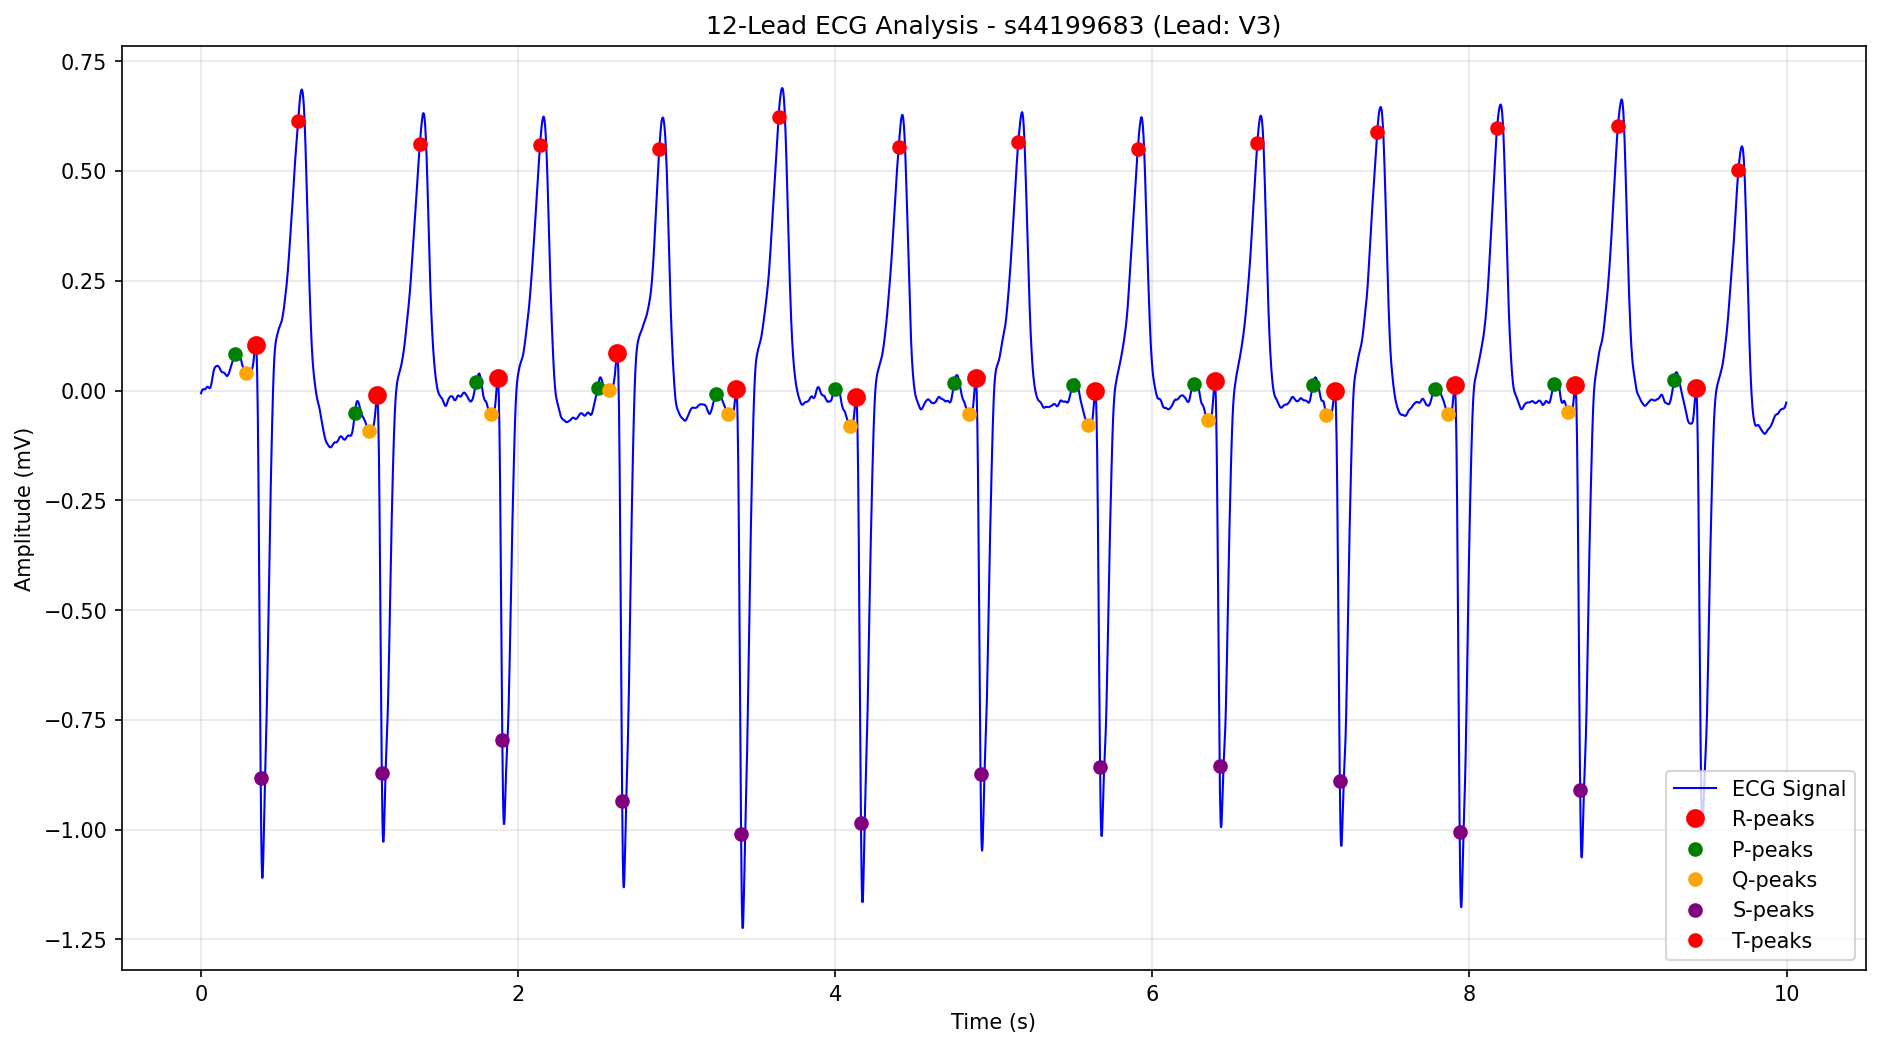 12-Lead ECG Analysis - s44199683 (Lead: V3)
Amplitude (mV)
0.75
0.50
0.25
0.00
−0.25
−0.50
−0.75
−1.00
−1.25
ECG Signal
R-peaks
P-peaks
Q-peaks
S-peaks
T-peaks
0 2 4 6 8 10
Time (s)